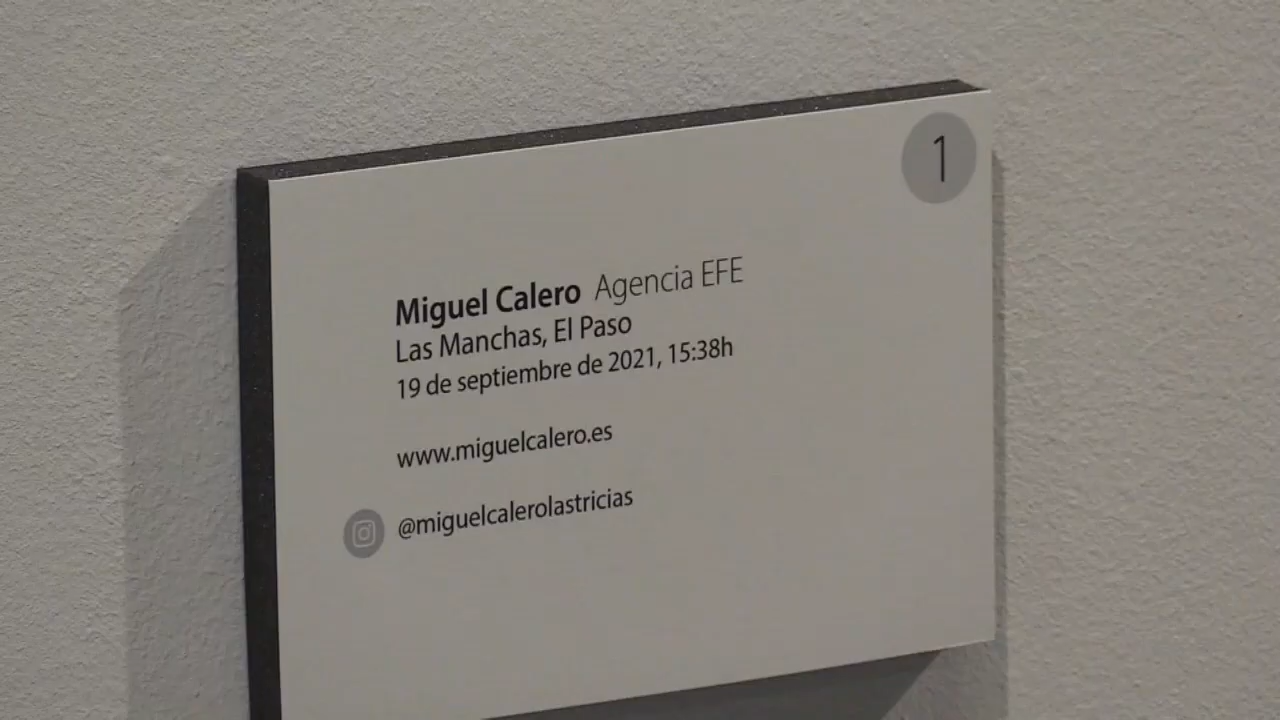 1
Miguel Calero Agencia EFE
Las Manchas, El Paso
19 de septiembre de 2021, 15:38h
www.miguelcalero.es
@miguelcalerolastricias